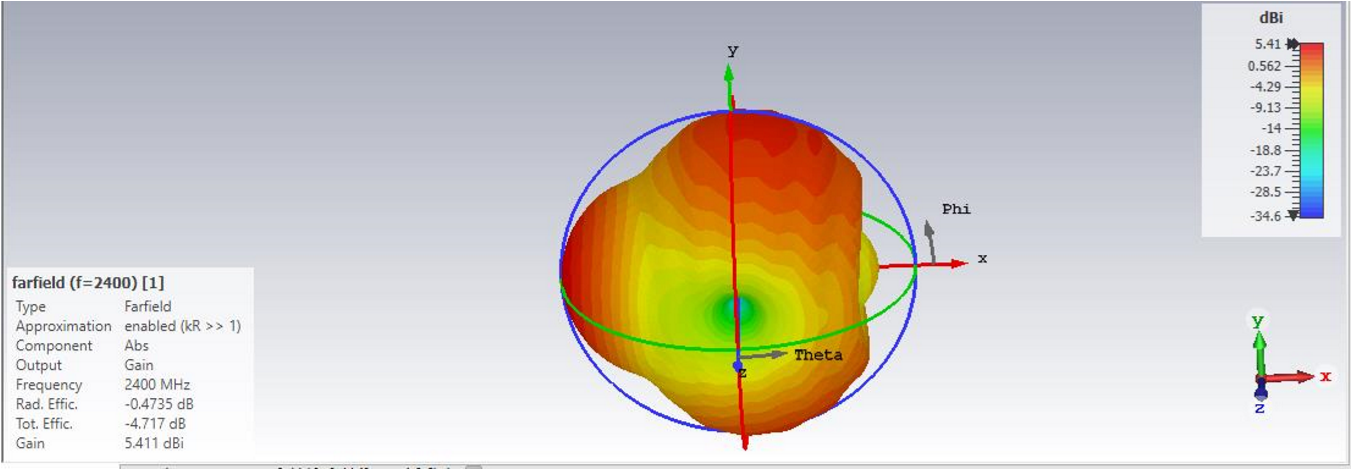 dBi
5.41
0.562
-4.29
-9.13
-14
-18.8
-23.7
-28.5
-34.6
y
Phi
x
Theta
z
farfield (f=2400) [1]
Type Farfield
Approximation enabled (kR >> 1)
Component Abs
Output Gain
Frequency 2400 MHz
Rad. Effic. -0.4735 dB
Tot. Effic. -4.717 dB
Gain 5.411 dBi
y
x
z